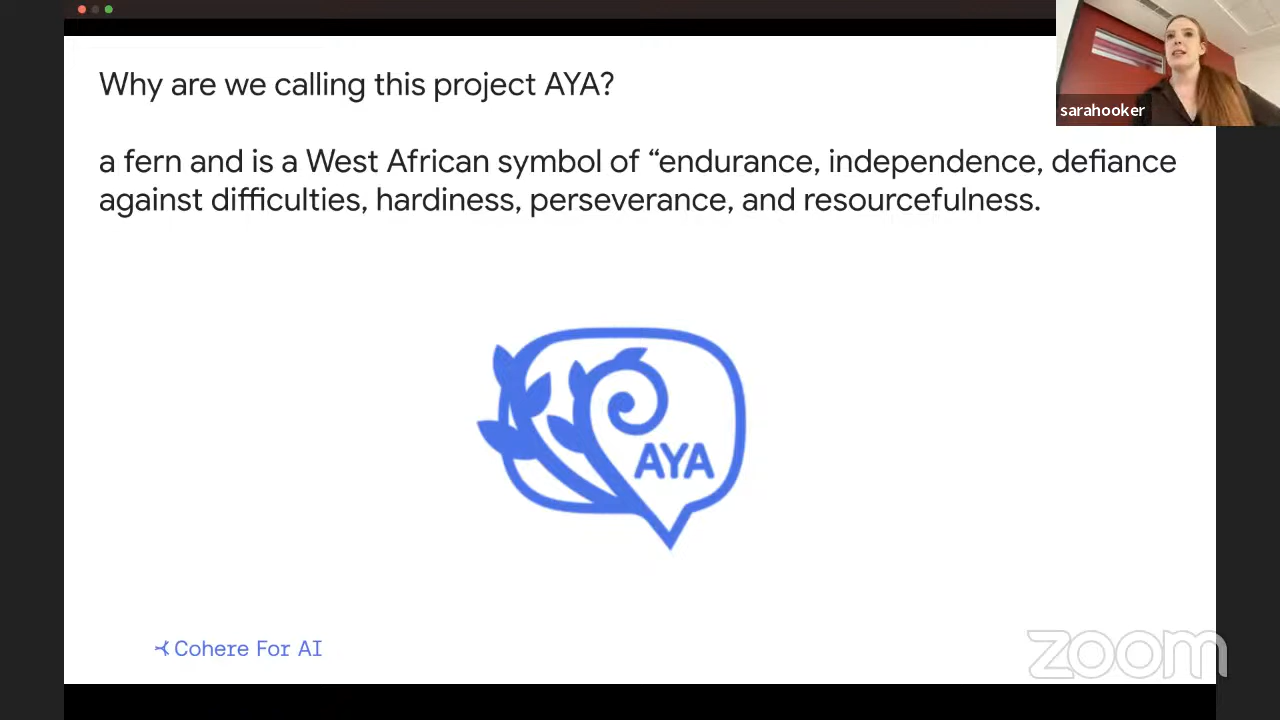 Why are we calling this project AYA?
sarahooker
a fern and is a West African symbol of “endurance, independence, defiance
against difficulties, hardiness, perseverance, and resourcefulness.
AYA
Cohere For AI
zoom